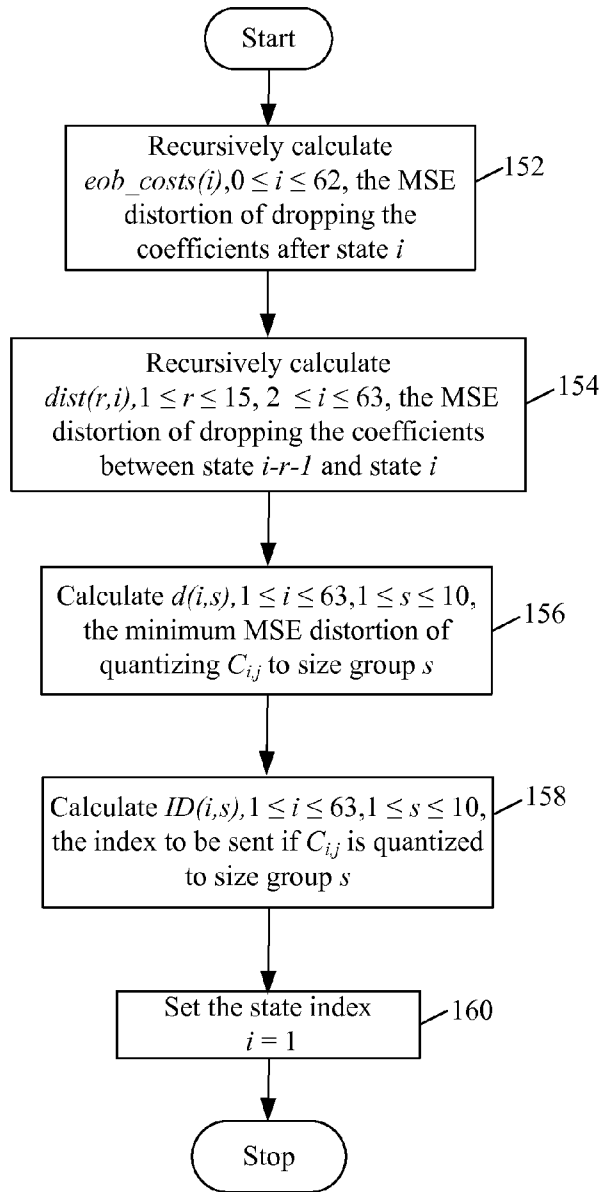 Start
Recursively calculate
eob_costs(i),0 ≤ i ≤ 62, the MSE
distortion of dropping the
coefficients after state i
152
Recursively calculate
dist(r,i),1 ≤ r ≤ 15, 2 ≤ i ≤ 63, the MSE
distortion of dropping the coefficients
between state i-r-1 and state i
154
Calculate d(i,s),1 ≤ i ≤ 63,1 ≤ s ≤ 10,
the minimum MSE distortion of
quantizing C_{i,j} to size group s
156
Calculate ID(i,s),1 ≤ i ≤ 63,1 ≤ s ≤ 10,
the index to be sent if C_{i,j} is quantized
to size group s
158
Set the state index
i = 1
160
Stop